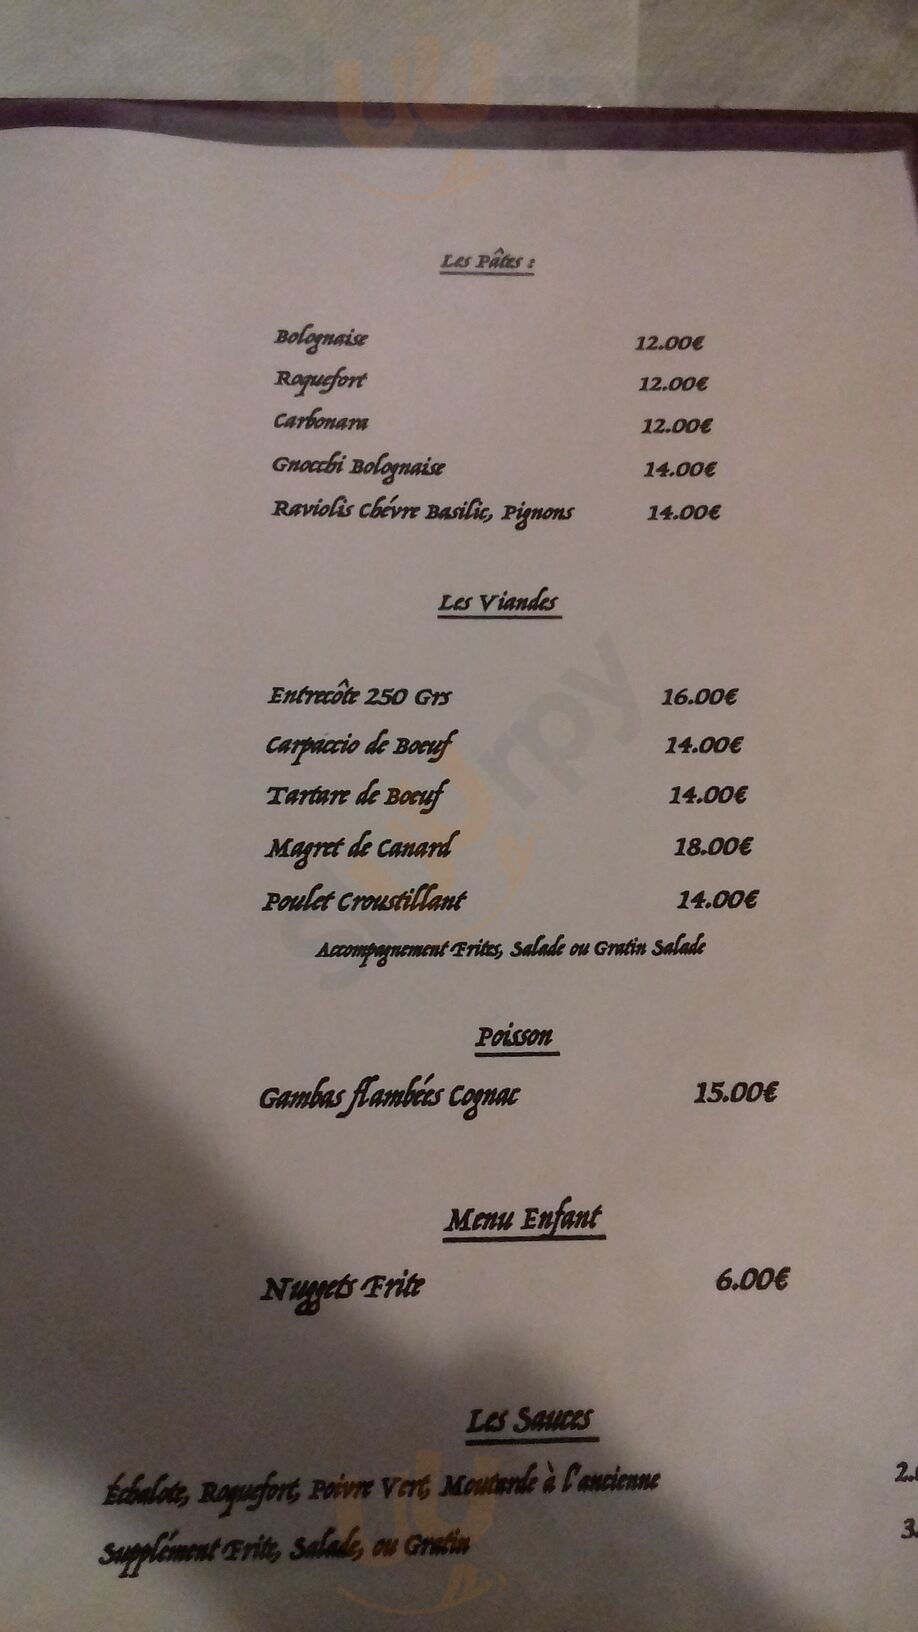 Les Pâtes :
Bolognaise 12.00€
Roquefort 12.00€
Carbonara 12.00€
Gnocchi Bolognaise 14.00€
Raviolis Chévre Basilic, Pignons 14.00€
Les Viandes
Entrecôte 250 Grs 16.00€
Carpaccio de Boeuf 14.00€
Tartare de Boeuf 14.00€
Magret de Canard 18.00€
Poulet Croustillant 14.00€
Accompagnement Frites, Salade ou Gratin Salade
Poisson
Gambas flambées Cognac 15.00€
Menu Enfant
Nuggets Frite 6.00€
Les Sauces
Échalote, Roquefort, Poivre Vert, Moutarde à l'ancienne 2.
Supplément Frite, Salade, ou Gratin 3.
Slurpy